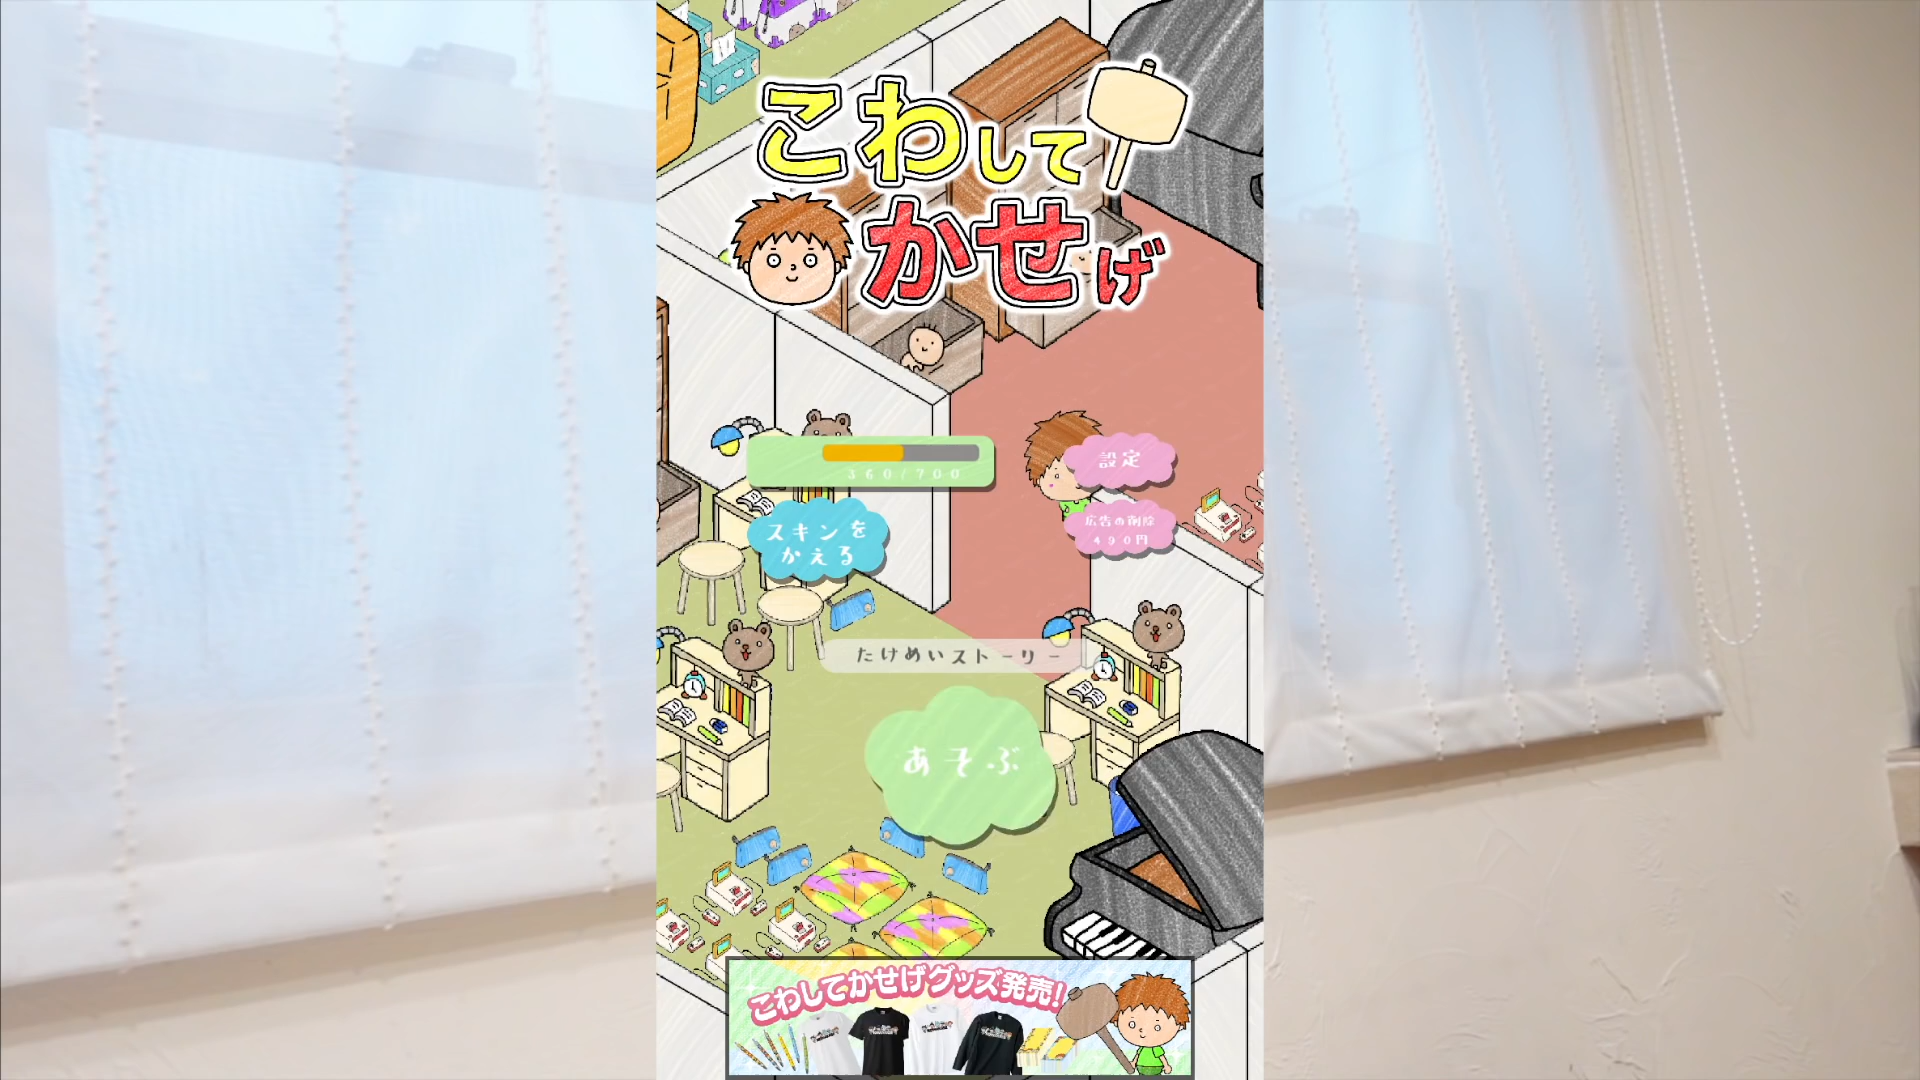 こわして
かせげ
360/700
設定
スキンを
かえる
広告の削除
490円
たけめいストーリー
あそぶ
こわしてかせげグッズ発売!